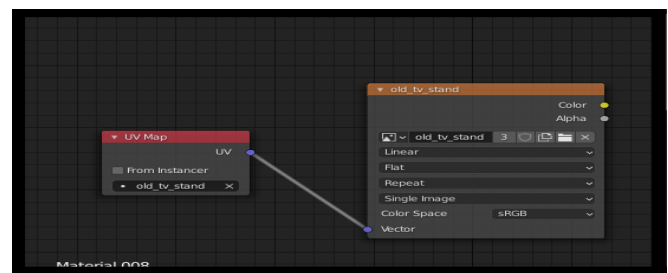 old_tv_stand
Color
Alpha
UV Map
UV
From Instancer
old_tv_stand
old_tv_stand 3
Linear
Flat
Repeat
Single Image
Color Space sRGB
Vector
Material.008